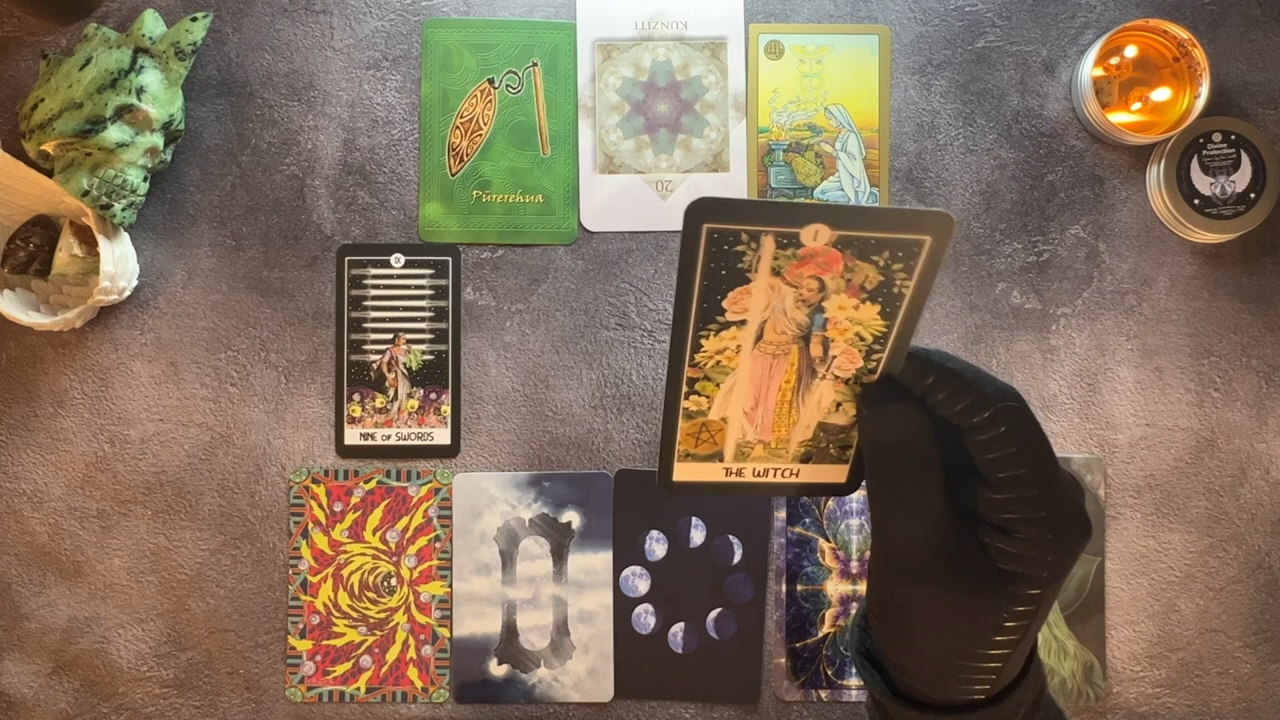 Pūrerehua
KUNZITE
20
IX
NINE OF SWORDS
I
THE WITCH
Divine
Protection